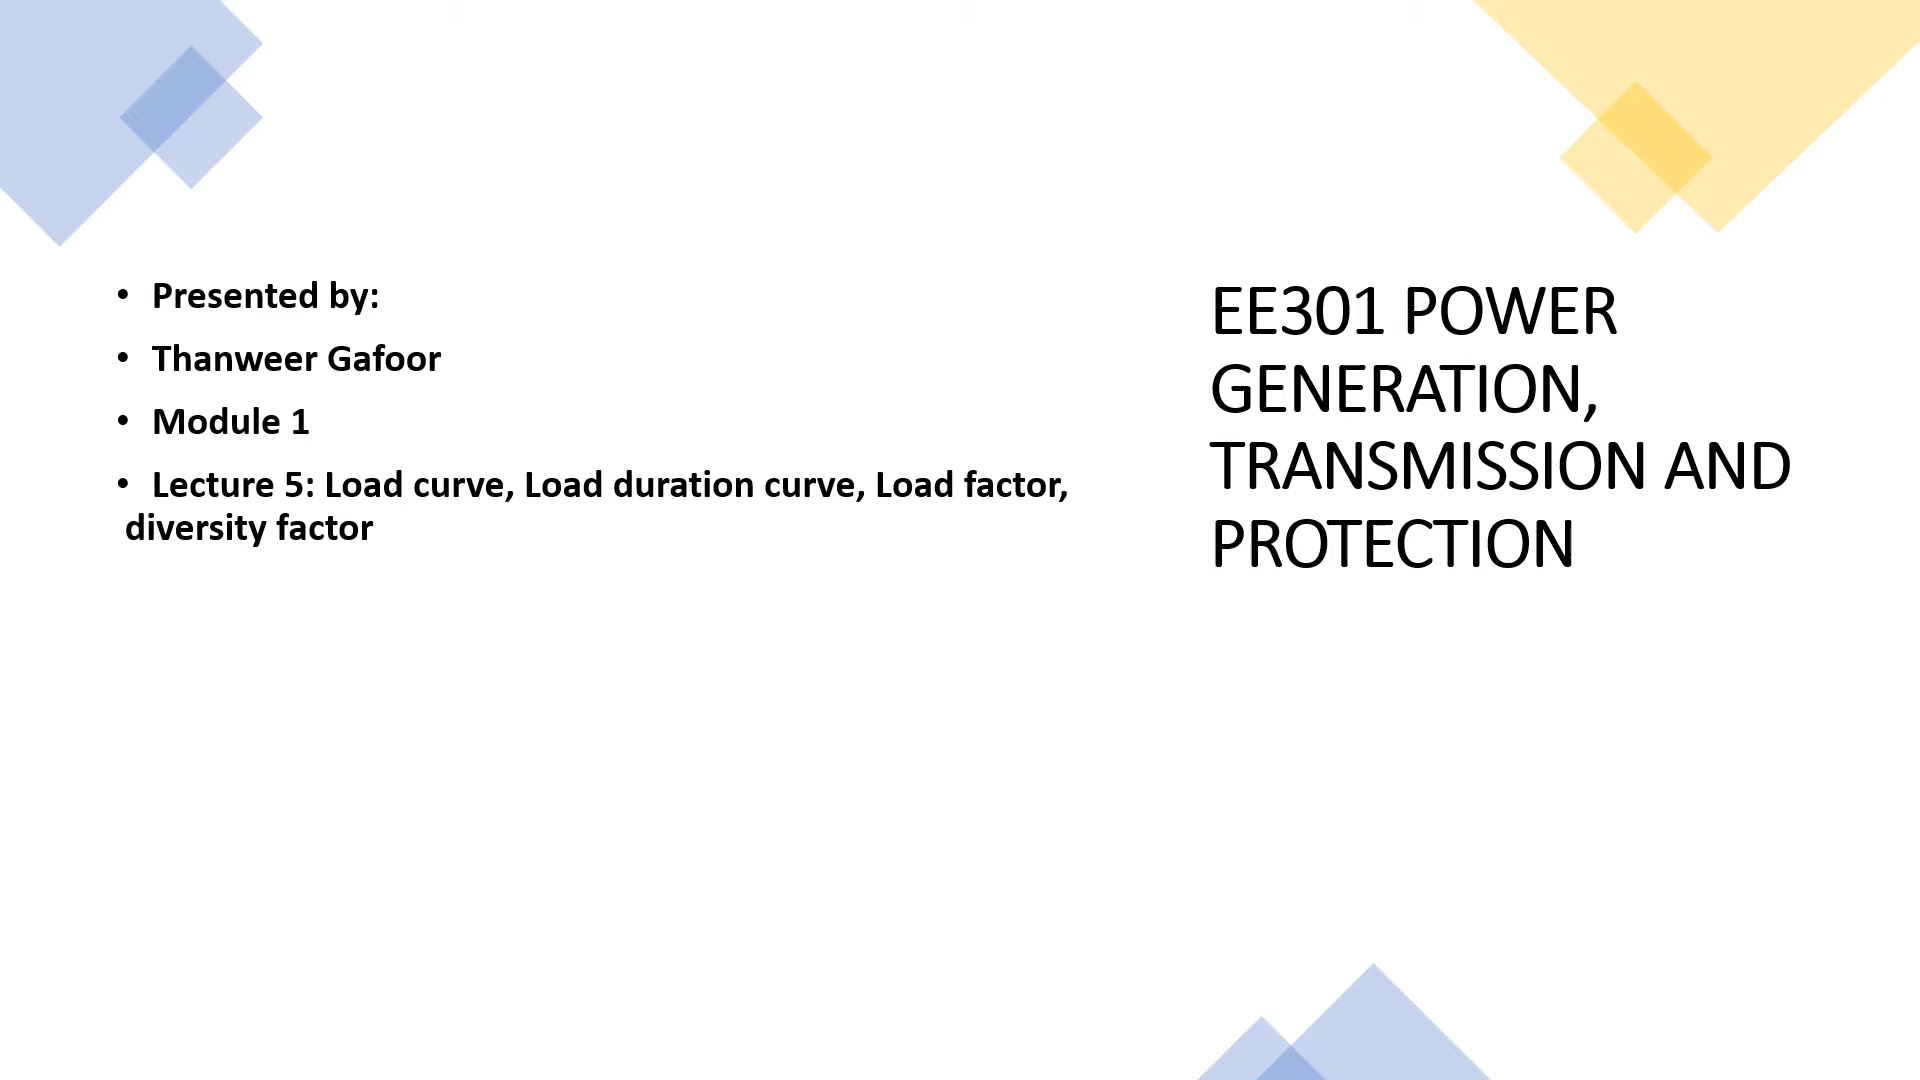 • Presented by:
• Thanweer Gafoor
• Module 1
• Lecture 5: Load curve, Load duration curve, Load factor,
diversity factor
EE301 POWER
GENERATION,
TRANSMISSION AND
PROTECTION